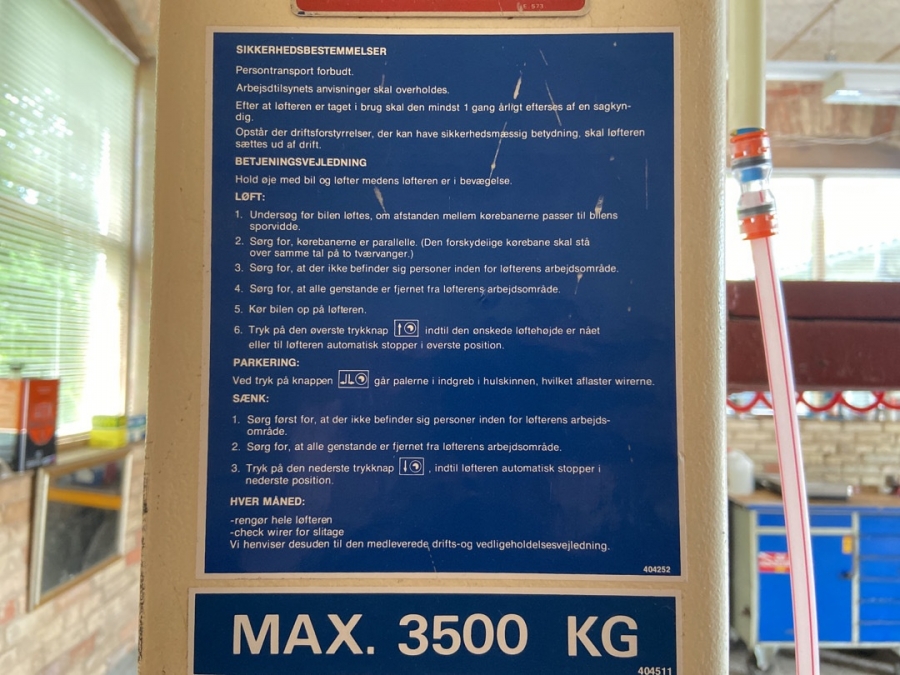 E. 573
SIKKERHEDSBESTEMMELSER
Persontransport forbudt.
Arbejsdtilsynets anvisninger skal overholdes.
Efter at løfteren er taget i brug skal den mindst 1 gang årligt efterses af en sagkyn-
dig.
Opstår der driftsforstyrrelser, der kan have sikkerhedsmæssig betydning, skal løfteren
sættes ud af drift.
BETJENINGSVEJLEDNING
Hold øje med bil og løfter medens løfteren er i bevægelse.
LØFT:
1. Undersøg før bilen løftes, om afstanden mellem kørebanerne passer til bilens
sporvidde.
2. Sørg for, kørebanerne er parallelle. (Den forskydelige kørebane skal stå
over samme tal på to tværvanger.)
3. Sørg for, at der ikke befinder sig personer inden for løfterens arbejdsområde.
4. Sørg for, at alle genstande er fjernet fra løfterens arbejdsområde.
5. Kør bilen op på løfteren.
6. Tryk på den øverste trykknap indtil den ønskede løftehøjde er nået
eller til løfteren automatisk stopper i øverste position.
PARKERING:
Ved tryk på knappen går palerne i indgreb i hulskinnen, hvilket aflaster wirerne.
SÆNK:
1. Sørg først for, at der ikke befinder sig personer inden for løfterens arbejds-
område.
2. Sørg for, at alle genstande er fjernet fra løfterens arbejdsområde.
3. Tryk på den nederste trykknap , indtil løfteren automatisk stopper i
nederste position.
HVER MÅNED:
-rengør hele løfteren
-check wirer for slitage
Vi henviser desuden til den medleverede drifts-og vedligeholdelsesvejledning.
404252
MAX. 3500 KG
404511